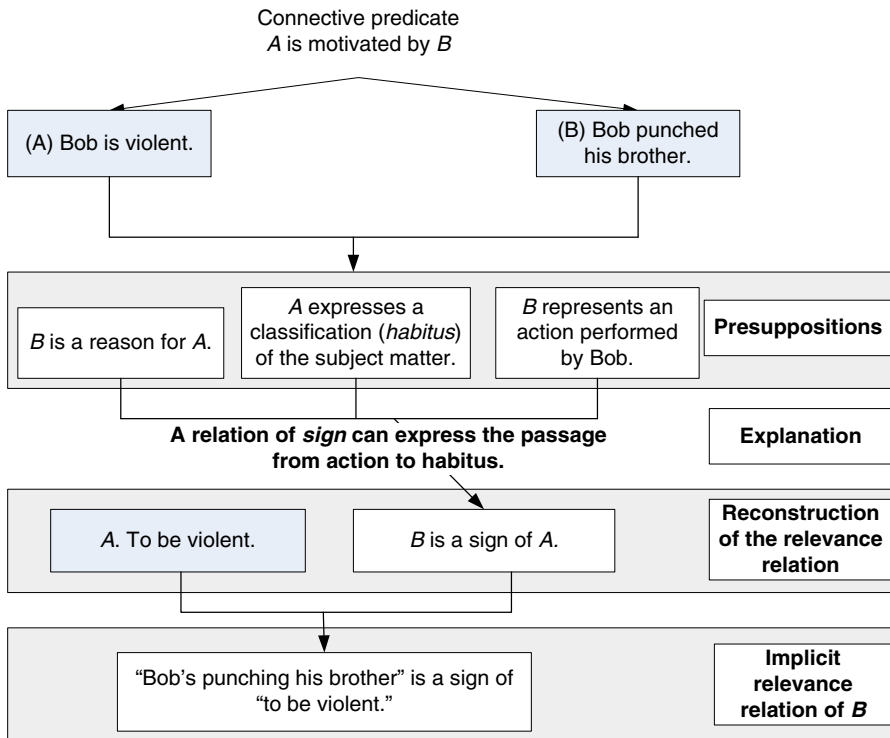 Connective predicate
A is motivated by B
(A) Bob is violent.
(B) Bob punched
his brother.
B is a reason for A.
A expresses a
classification (habitus)
of the subject matter.
B represents an
action performed
by Bob.
Presuppositions
A relation of sign can express the passage
from action to habitus.
Explanation
A. To be violent.
B is a sign of A.
Reconstruction
of the relevance
relation
“Bob’s punching his brother” is a sign of
“to be violent.”
Implicit
relevance
relation of B